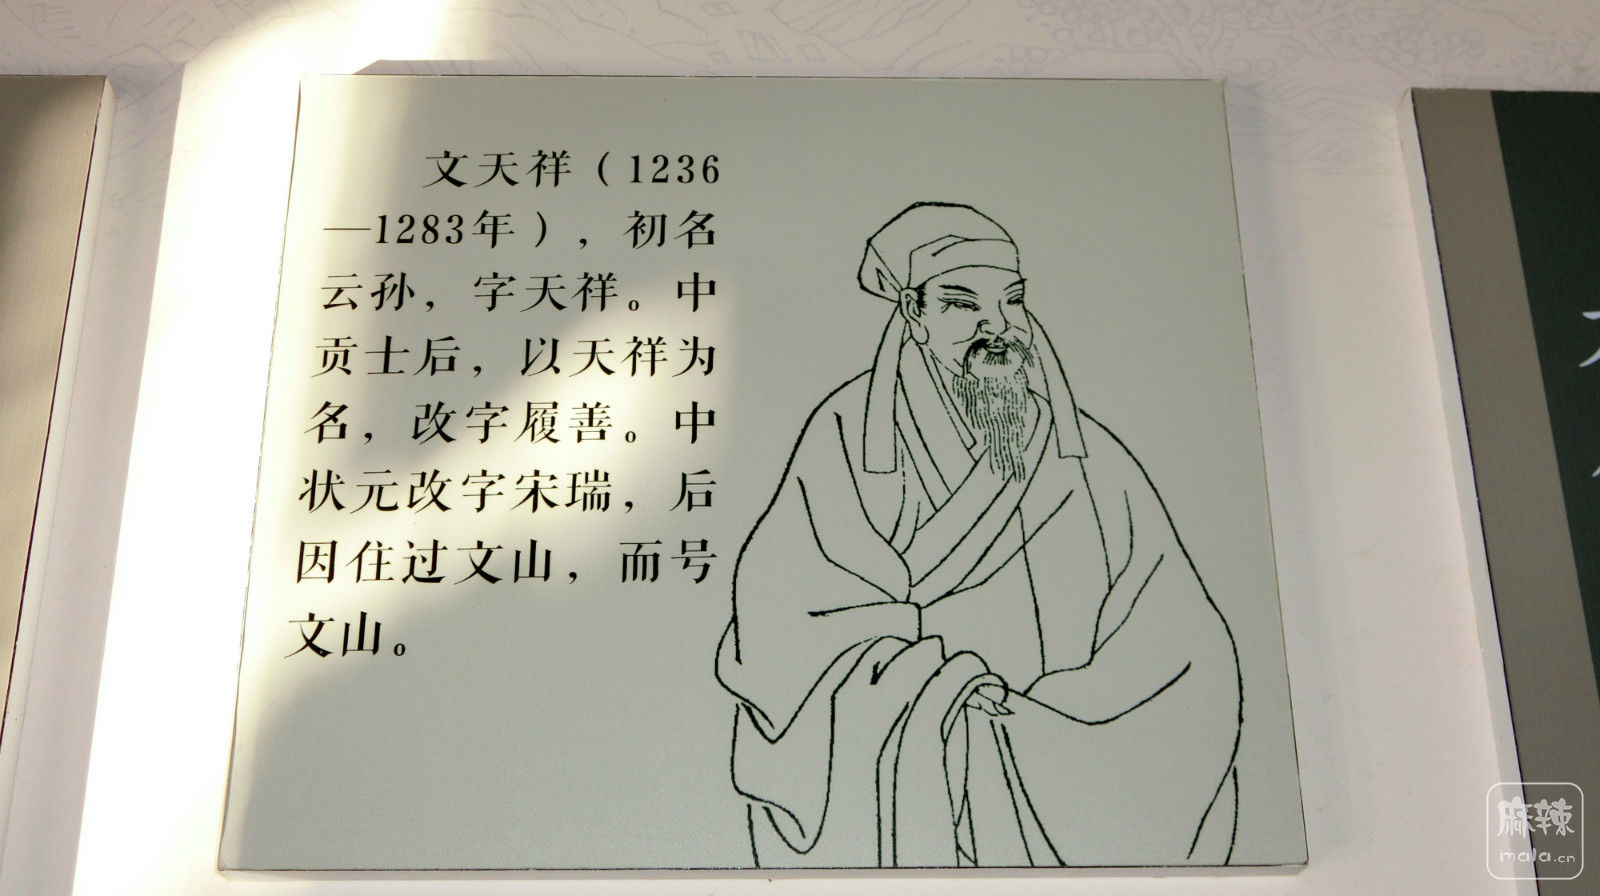 文天祥（1236
—1283年），初名
云孙，字天祥。中
贡士后，以天祥为
名，改字履善。中
状元改字宋瑞，后
因住过文山，而号
文山。
麻辣
mala.cn